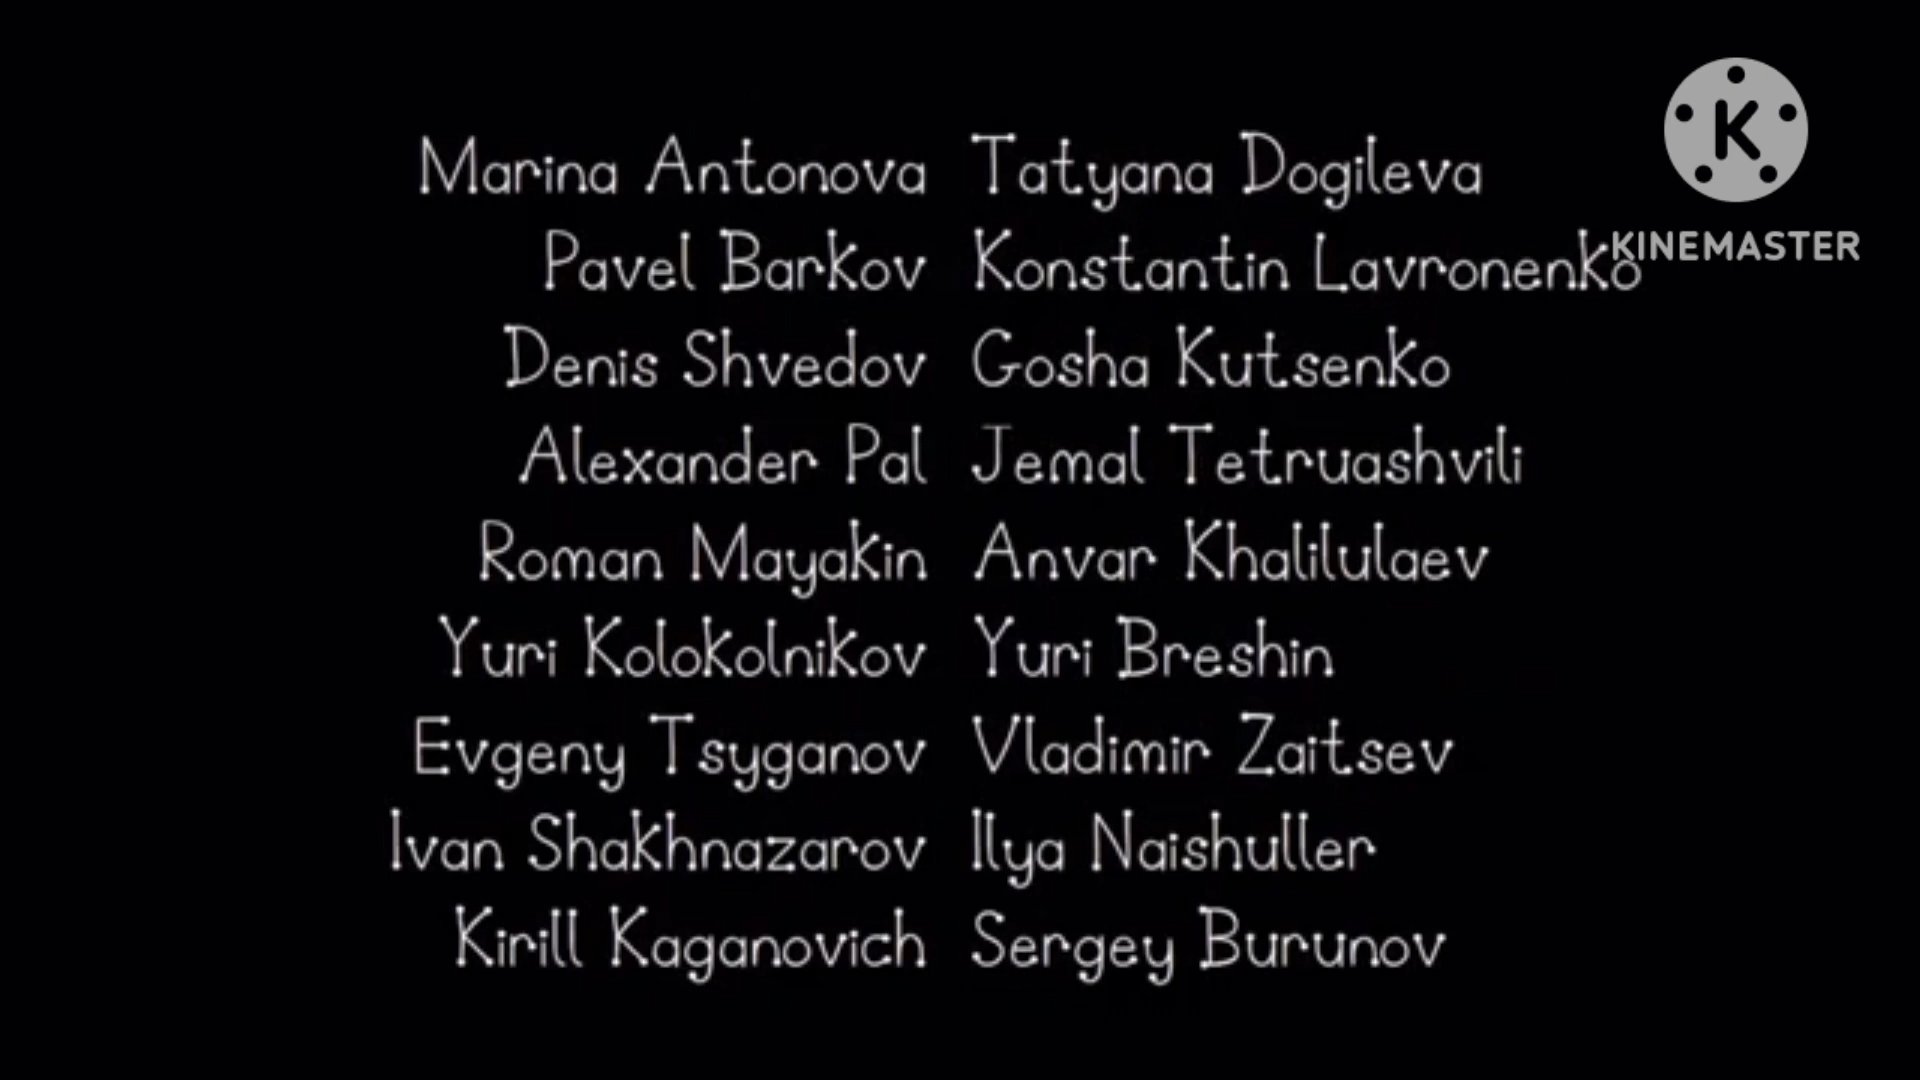 Marina Antonova Tatyana Dogileva
Pavel Barkov Konstantin Lavronenko
Denis Shvedov Gosha Kutsenko
Alexander Pal Jemal Tetruashvili
Roman Mayakin Anvar Khalilulaev
Yuri Kolokolnikov Yuri Breshin
Evgeny Tsyganov Vladimir Zaitsev
Ivan Shakhnazarov Ilya Naishuller
Kirill Kaganovich Sergey Burunov
K
KINEMASTER